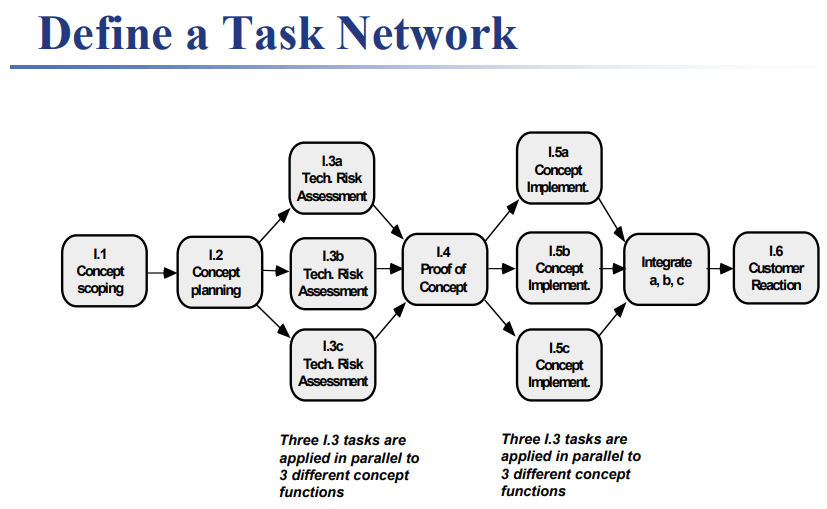 Define a Task Network
I.1
Concept
scoping
I.2
Concept
planning
I.3a
Tech. Risk
Assessment
I.3b
Tech. Risk
Assessment
I.3c
Tech. Risk
Assessment
I.4
Proof of
Concept
I.5a
Concept
Implement.
I.5b
Concept
Implement.
I.5c
Concept
Implement.
Integrate
a, b, c
I.6
Customer
Reaction
Three I.3 tasks are
applied in parallel to
3 different concept
functions
Three I.3 tasks are
applied in parallel to
3 different concept
functions